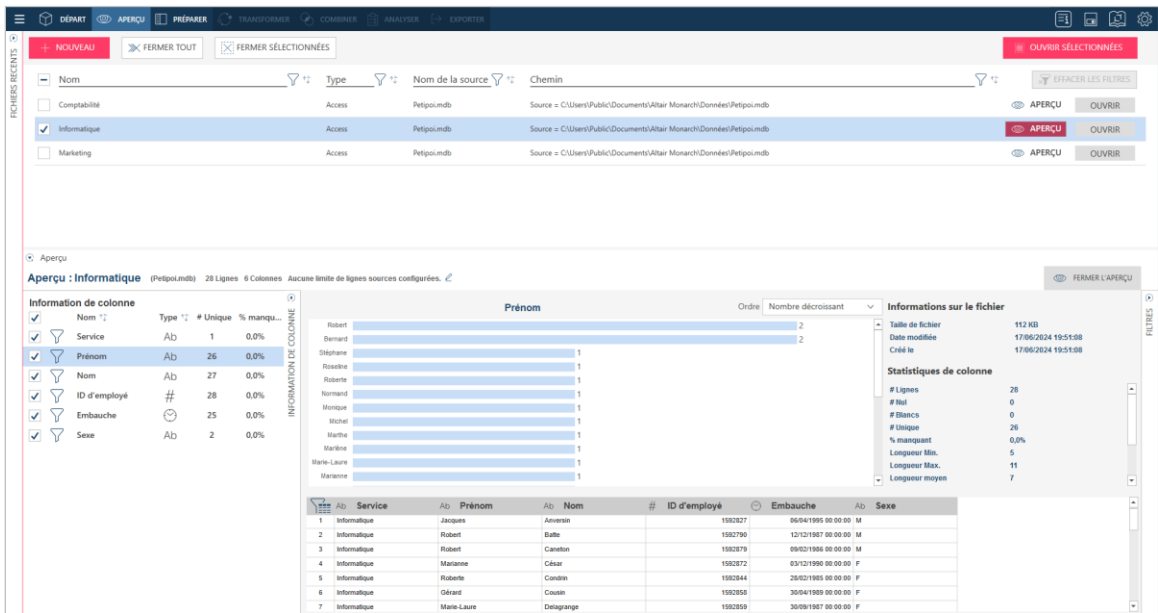 DÉPART APERÇU PRÉPARER TRANSFORMER COMBINER ANALYSER EXPORTER
FICHIERS RECENTS
NOUVEAU FERMER TOUT FERMER SÉLECTIONNÉES OUVRIR SÉLECTIONNÉES
Nom Type Nom de la source Chemin EFFACER LES FILTRES
Comptabilité Access Petipoi.mdb Source = C:\Users\Public\Documents\Altair Monarch\Données\Petipoi.mdb APERÇU OUVRIR
Informatique Access Petipoi.mdb Source = C:\Users\Public\Documents\Altair Monarch\Données\Petipoi.mdb APERÇU OUVRIR
Marketing Access Petipoi.mdb Source = C:\Users\Public\Documents\Altair Monarch\Données\Petipoi.mdb APERÇU OUVRIR
Aperçu
Aperçu : Informatique (Petipoi.mdb) 28 Lignes 6 Colonnes Aucune limite de lignes sources configurées. FERMER L'APERÇU
Information de colonne
Nom Type # Unique % manqu...
Service Ab 1 0,0%
Prénom Ab 26 0,0%
Nom Ab 27 0,0%
ID d'employé # 28 0,0%
Embauche 25 0,0%
Sexe Ab 2 0,0%
INFORMATION DE COLONNE
Prénom Ordre Nombre décroissant
Robert 2
Bernard 2
Stéphane 1
Roseline 1
Roberte 1
Normand 1
Monique 1
Michel 1
Marthe 1
Marlène 1
Marie-Laure 1
Marianne 1
Informations sur le fichier
Taille de fichier 112 KB
Date modifiée 17/06/2024 19:51:08
Créé le 17/06/2024 19:51:08
Statistiques de colonne
# Lignes 28
# Nul 0
# Blancs 0
# Unique 26
% manquant 0,0%
Longueur Min. 5
Longueur Max. 11
Longueur moyen 7
FILTRES
Ab Service Ab Prénom Ab Nom # ID d'employé Embauche Ab Sexe
1 Informatique Jacques Anversin 1592827 06/04/1995 00:00:00 M
2 Informatique Robert Batte 1592790 12/12/1987 00:00:00 M
3 Informatique Robert Caneton 1592879 09/02/1986 00:00:00 M
4 Informatique Marianne César 1592872 03/12/1990 00:00:00 F
5 Informatique Roberte Condrin 1592844 28/02/1985 00:00:00 F
6 Informatique Gérard Cousin 1592858 30/04/1989 00:00:00 F
7 Informatique Marie-Laure Delagrange 1592859 30/09/1987 00:00:00 F